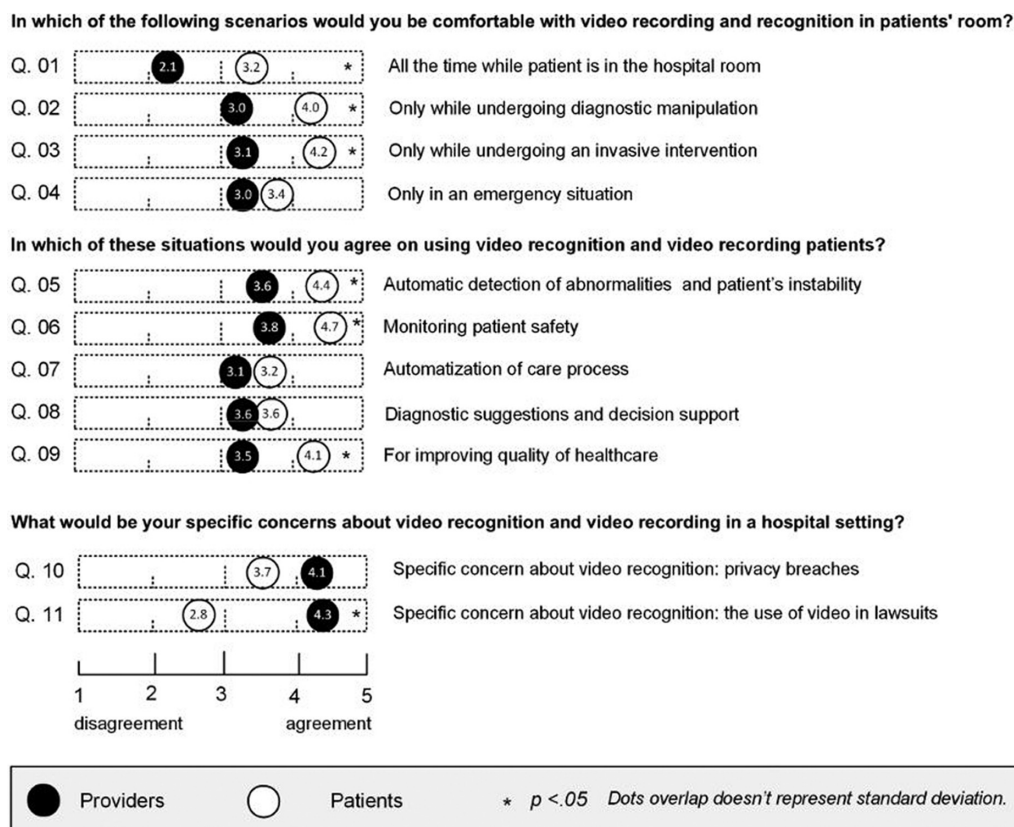 In which of the following scenarios would you be comfortable with video recording and recognition in patients' room?
Q. 01 2.1 3.2 * All the time while patient is in the hospital room
Q. 02 3.0 4.0 * Only while undergoing diagnostic manipulation
Q. 03 3.1 4.2 * Only while undergoing an invasive intervention
Q. 04 3.0 3.4 Only in an emergency situation
In which of these situations would you agree on using video recognition and video recording patients?
Q. 05 3.6 4.4 * Automatic detection of abnormalities and patient's instability
Q. 06 3.8 4.7 * Monitoring patient safety
Q. 07 3.1 3.2 Automatization of care process
Q. 08 3.6 3.6 Diagnostic suggestions and decision support
Q. 09 3.5 4.1 * For improving quality of healthcare
What would be your specific concerns about video recognition and video recording in a hospital setting?
Q. 10 3.7 4.1 Specific concern about video recognition: privacy breaches
Q. 11 2.8 4.3 * Specific concern about video recognition: the use of video in lawsuits
1 2 3 4 5
disagreement agreement
Providers Patients * p <.05 Dots overlap doesn't represent standard deviation.